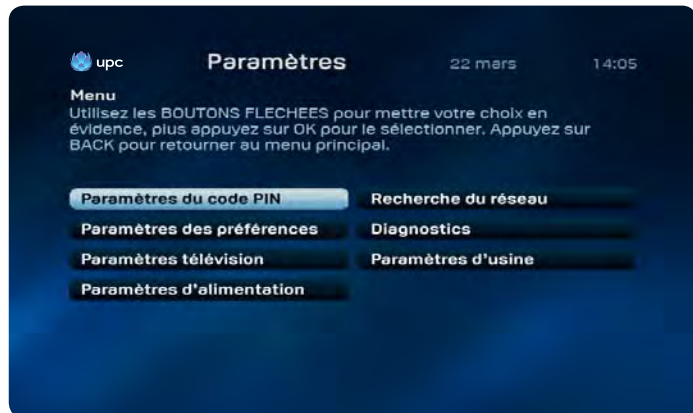 upc Paramètres 22 mars 14:05
Menu
Utilisez les BOUTONS FLECHEES pour mettre votre choix en
évidence, plus appuyez sur OK pour le sélectionner. Appuyez sur
BACK pour retourner au menu principal.
Paramètres du code PIN
Paramètres des préférences
Paramètres télévision
Paramètres d'alimentation
Recherche du réseau
Diagnostics
Paramètres d'usine